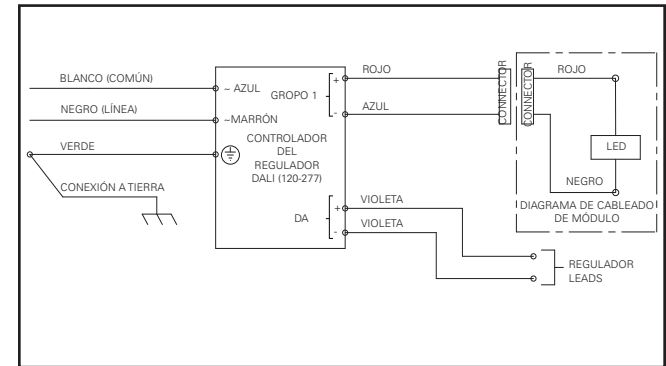 BLANCO (COMÚN)
NEGRO (LÍNEA)
VERDE
CONEXIÓN A TIERRA
~ AZUL
GROPO 1
+
-
~MARRÓN
CONTROLADOR
DEL
REGULADOR
DALI (120-277)
DA
+
-
ROJO
AZUL
VIOLETA
VIOLETA
CONNECTOR
CONNECTOR
ROJO
LED
NEGRO
DIAGRAMA DE CABLEADO
DE MÓDULO
REGULADOR
LEADS